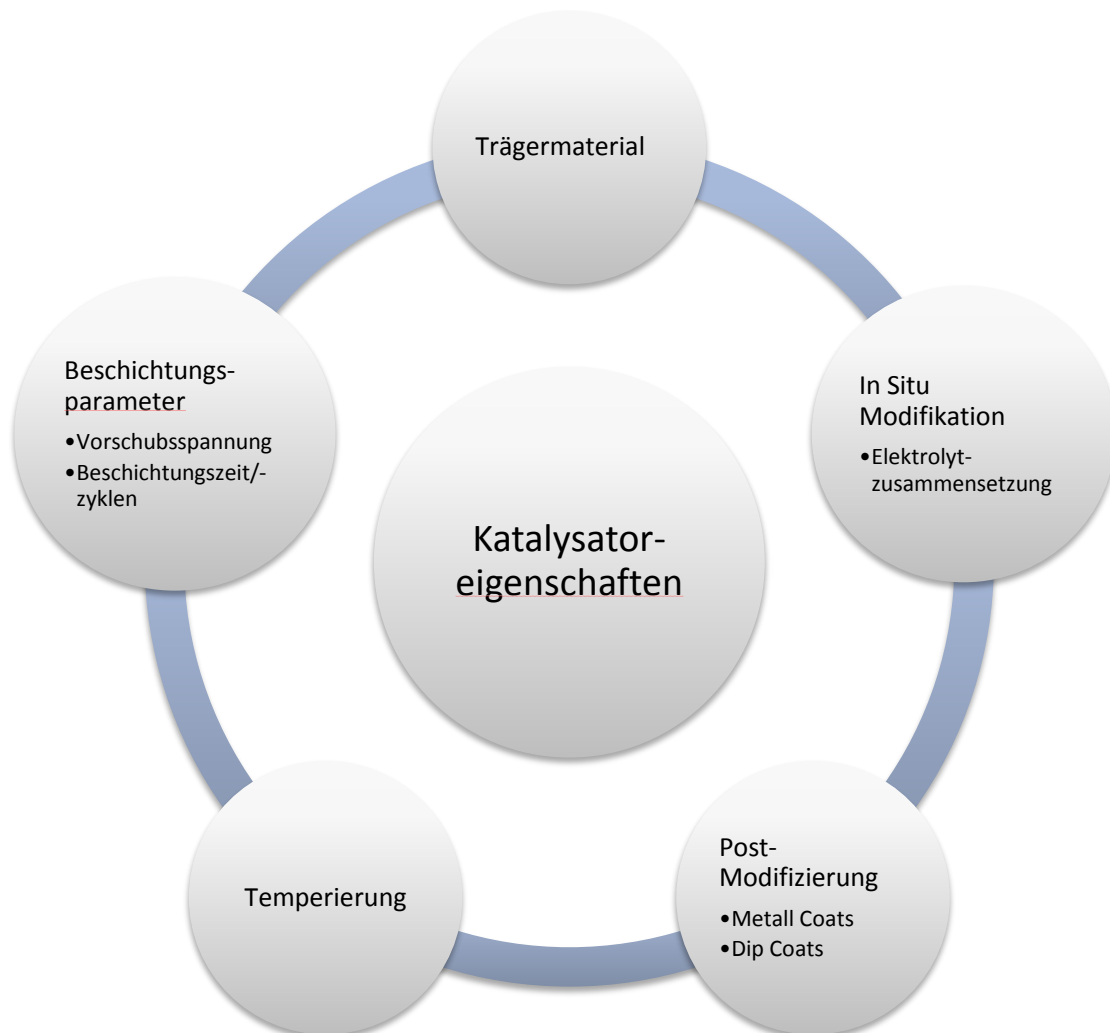 Trägermaterial
Beschichtungs-
parameter
•Vorschubsspannung
•Beschichtungszeit/-
zyklen
In Situ
Modifikation
•Elektrolyt-
zusammensetzung
Katalysator-
eigenschaften
Temperierung
Post-
Modifizierung
•Metall Coats
•Dip Coats